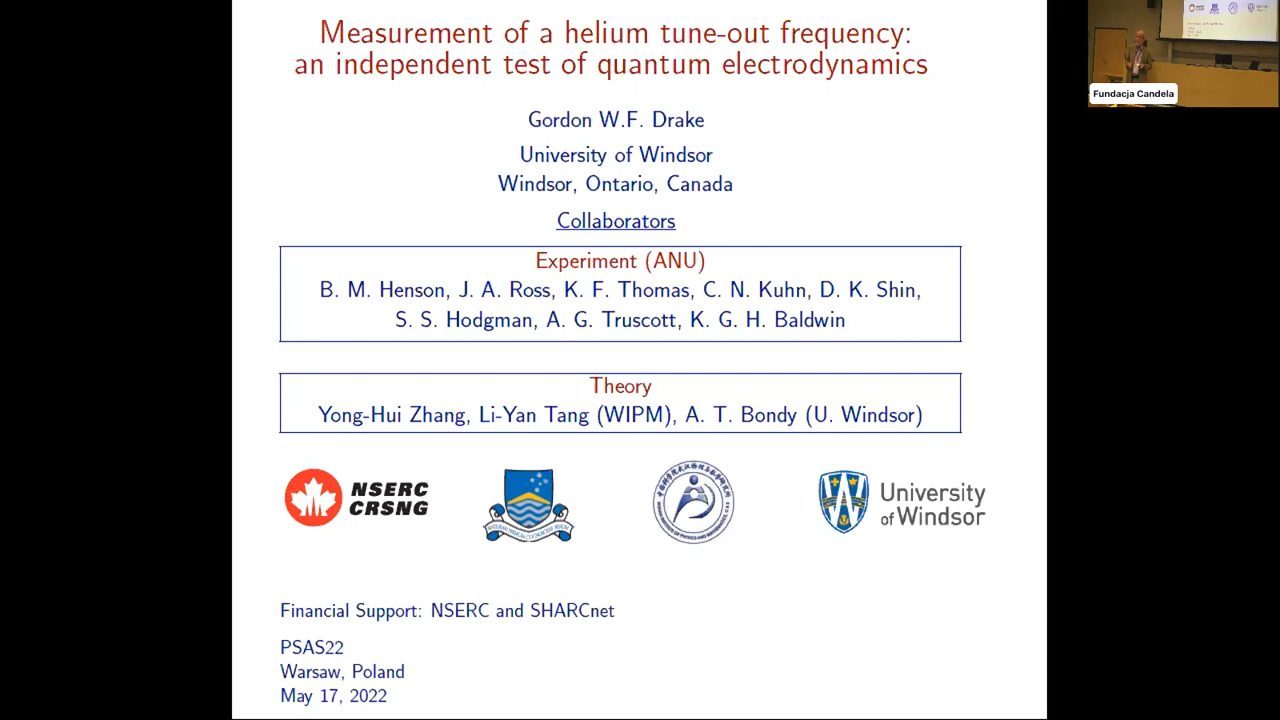 Measurement of a helium tune-out frequency:
an independent test of quantum electrodynamics
Gordon W.F. Drake
University of Windsor
Windsor, Ontario, Canada
Collaborators
Experiment (ANU)
B. M. Henson, J. A. Ross, K. F. Thomas, C. N. Kuhn, D. K. Shin,
S. S. Hodgman, A. G. Truscott, K. G. H. Baldwin
Theory
Yong-Hui Zhang, Li-Yan Tang (WIPM), A. T. Bondy (U. Windsor)
NSERC
CRSNG
University
of Windsor
Financial Support: NSERC and SHARCnet
PSAS22
Warsaw, Poland
May 17, 2022
Fundacja Candela